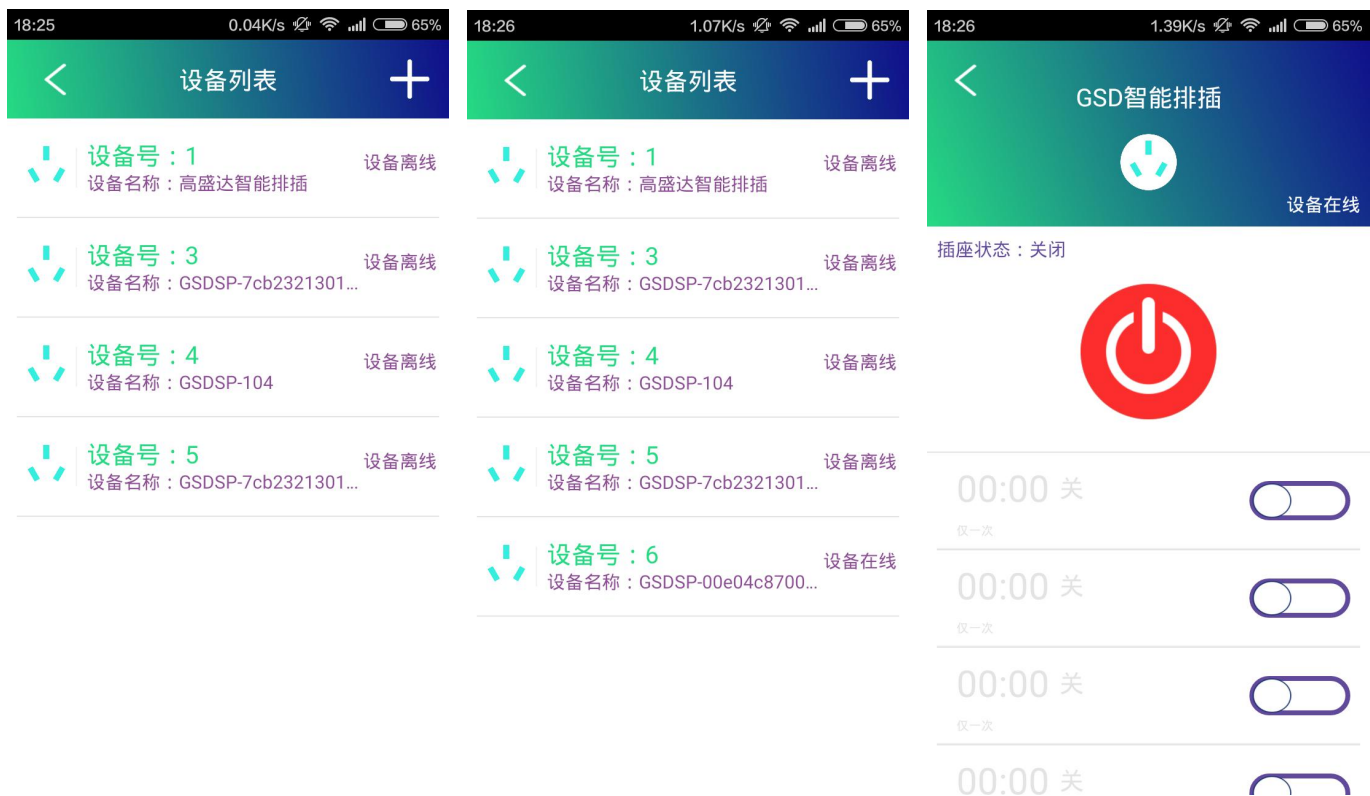 18:25 0.04K/s 65%
设备列表
设备号：1
设备离线
设备名称：高盛达智能排插
设备号：3
设备离线
设备名称：GSDSP-7cb2321301...
设备号：4
设备离线
设备名称：GSDSP-104
设备号：5
设备离线
设备名称：GSDSP-7cb2321301...
18:26 1.07K/s 65%
设备列表
设备号：1
设备离线
设备名称：高盛达智能排插
设备号：3
设备离线
设备名称：GSDSP-7cb2321301...
设备号：4
设备离线
设备名称：GSDSP-104
设备号：5
设备离线
设备名称：GSDSP-7cb2321301...
设备号：6
设备在线
设备名称：GSDSP-00e04c8700...
18:26 1.39K/s 65%
GSD智能排插
设备在线
插座状态：关闭
00:00 关
仅一次
00:00 关
仅一次
00:00 关
仅一次
00:00 关